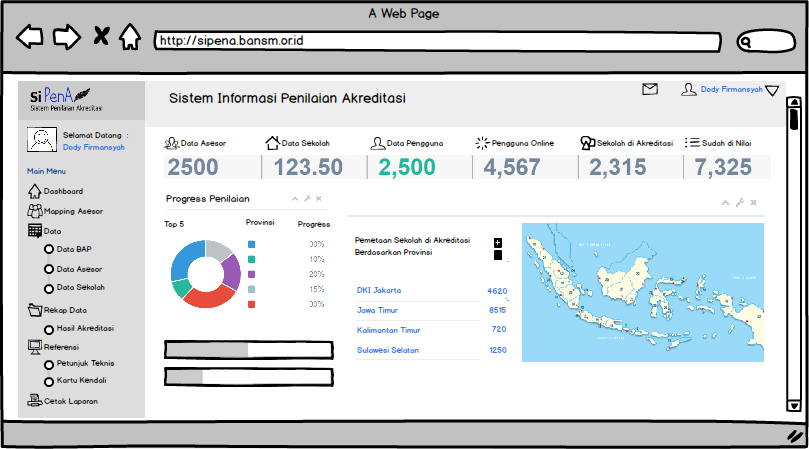 A Web Page
http://sipena.bansm.or.id
Si PenA
Sistem Penilaian Akreditasi
Sistem Informasi Penilaian Akreditasi
Dody Firmansyah
Selamat Datang :
Dody Firmansyah
Main Menu
Dashboard
Mapping Asesor
Data
Data BAP
Data Asesor
Data Sekolah
Rekap Data
Hasil Akreditasi
Referensi
Petunjuk Teknis
Kartu Kendali
Cetak Laporan
Data Asesor
2500
Data Sekolah
123.50
Data Pengguna
2,500
Pengguna Online
4,567
Sekolah di Akreditasi
2,315
Sudah di Nilai
7,325
Progress Penilaian
Top 5 Provinsi Progress
30%
10%
20%
15%
30%
Pemetaan Sekolah di Akreditasi
Berdasarkan Provinsi
DKI Jakarta 4620
Jawa Timur 8515
Kalimantan Timur 720
Sulawesi Selatan 1250